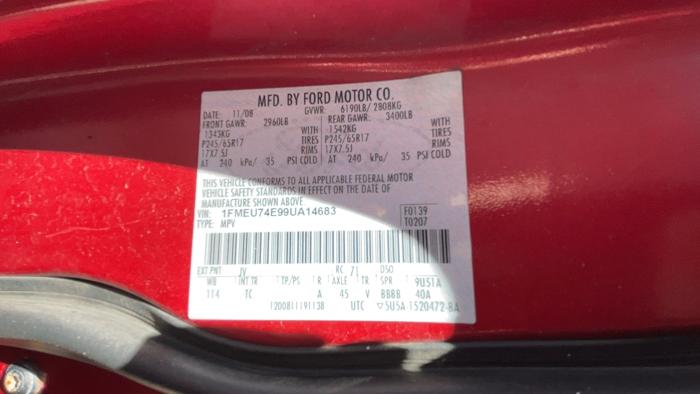 MFD. BY FORD MOTOR CO.
DATE: 11/08 GVWR: 6190LB/ 2808KG
FRONT GAWR: 2960LB REAR GAWR: 3400LB
1343KG WITH 1542KG WITH
P245/65R17 TIRES P245/65R17 TIRES
17X7.5J RIMS 17X7.5J RIMS
AT 240 kPa/ 35 PSI COLD AT 240 kPa/ 35 PSI COLD
THIS VEHICLE CONFORMS TO ALL APPLICABLE FEDERAL MOTOR
VEHICLE SAFETY STANDARDS IN EFFECT ON THE DATE OF
MANUFACTURE SHOWN ABOVE.
VIN: 1FMEU74E99UA14683 F0139
TYPE: MPV T0207
EXT PNT JV RC 71 DSO
WB INT TR TP/PS R AXLE TR SPR 9U51A
114 TC A 45 V BBBB 40A
1200811191138 UTC ▽5U5A-1520472-BA